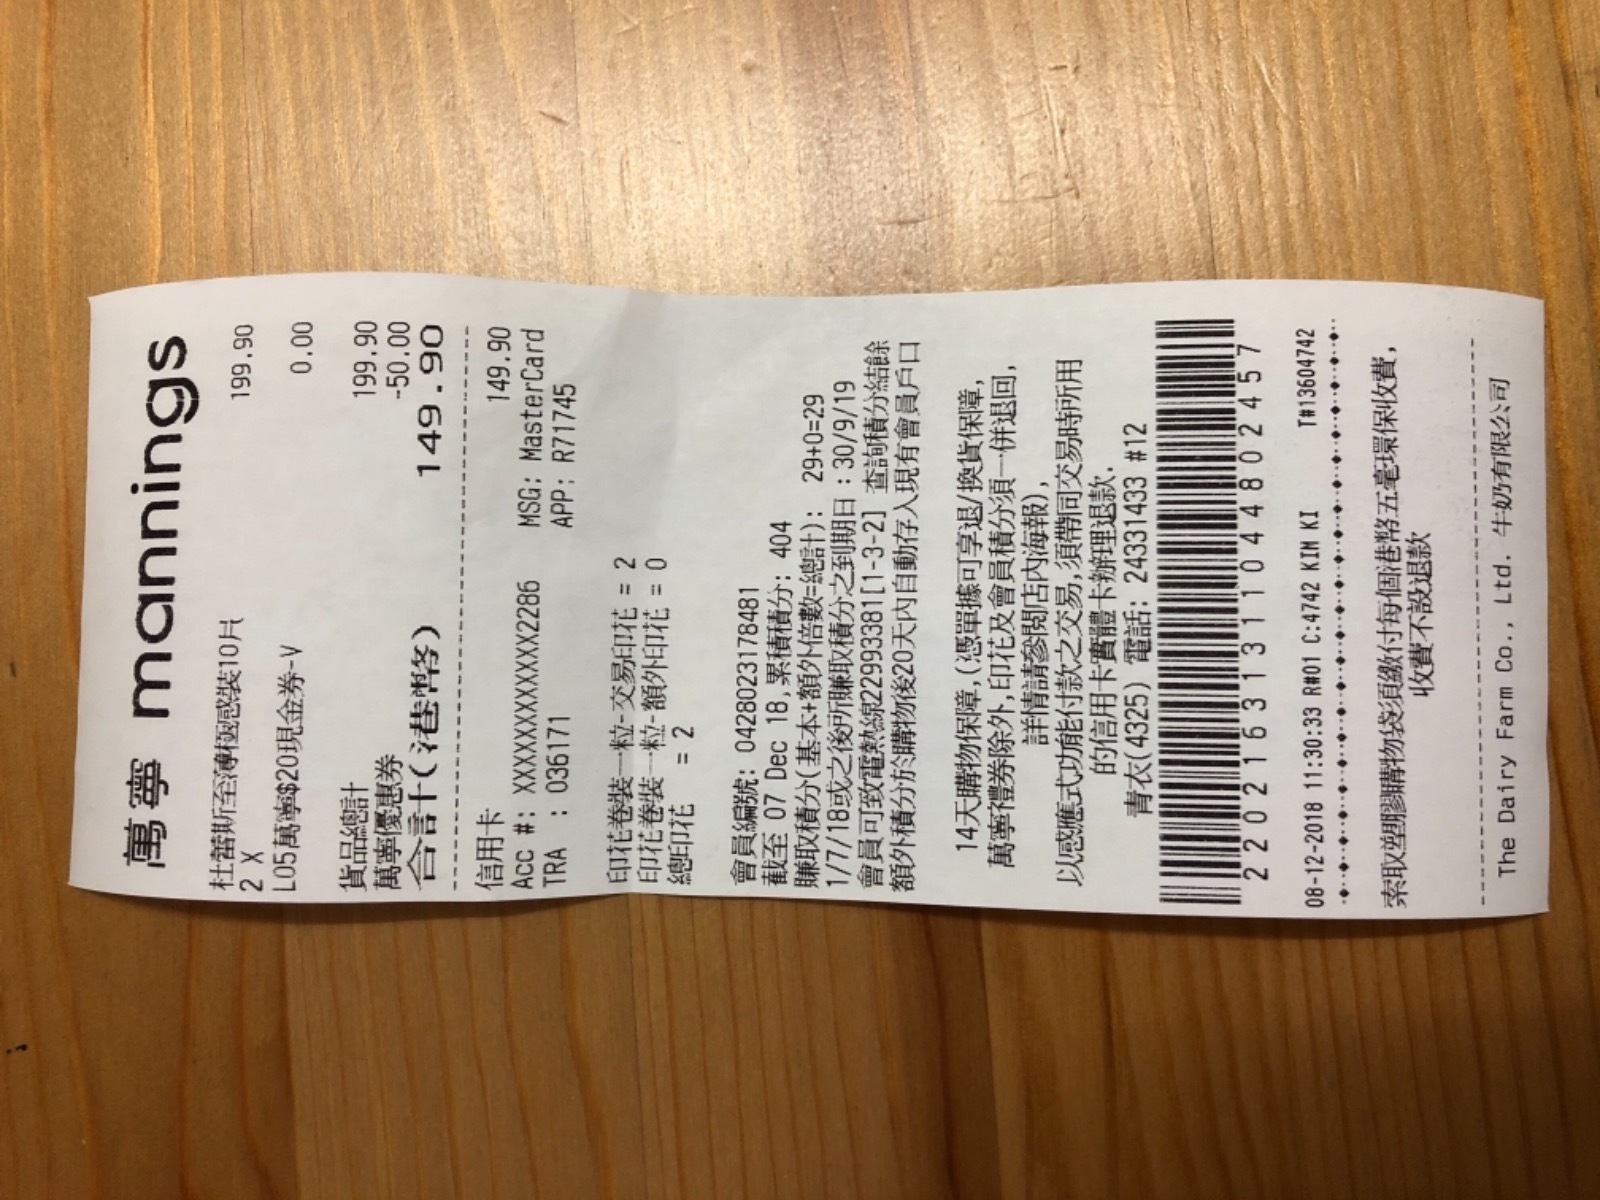 萬寧 mannings
杜蕾斯至薄極感裝10片 199.90
2 X
L05萬寧$20現金券-V 0.00
貨品總計 199.90
萬寧優惠券 -50.00
合計(港幣) 149.90
信用卡 149.90
ACC #: XXXXXXXXXXXX2286 MSG: MasterCard
TRA : 036171 APP: R71745
印花卷裝一粒-交易印花 = 2
印花卷裝一粒-額外印花 = 0
總印花 = 2
會員編號: 0428023178481
截至 07 Dec 18,累積積分: 404
賺取積分(基本+額外倍數=總計): 29+0=29
1/7/18或之後所賺取積分之到期日 : 30/9/19
會員可致電熱線22993381[1-3-2] 查詢積分結餘
額外積分於購物後20天內自動存入現有會員戶口
14天購物保障,(憑單據可享退/換貨保障,
萬寧禮券除外,印花及會員積分須一併退回,
詳情請參閱店內海報),
以感應式功能付款之交易,須帶同交易時所用
的信用卡實體卡辦理退款.
青衣(4325) 電話: 24331433 #12
2202163131104480 2457
08-12-2018 11:30:33 R#01 C:4742 KIM KI T#13604742
索取塑膠購物袋須繳付每個港幣五毫環保收費,
收費不設退款
The Dairy Farm Co., Ltd. 牛奶有限公司